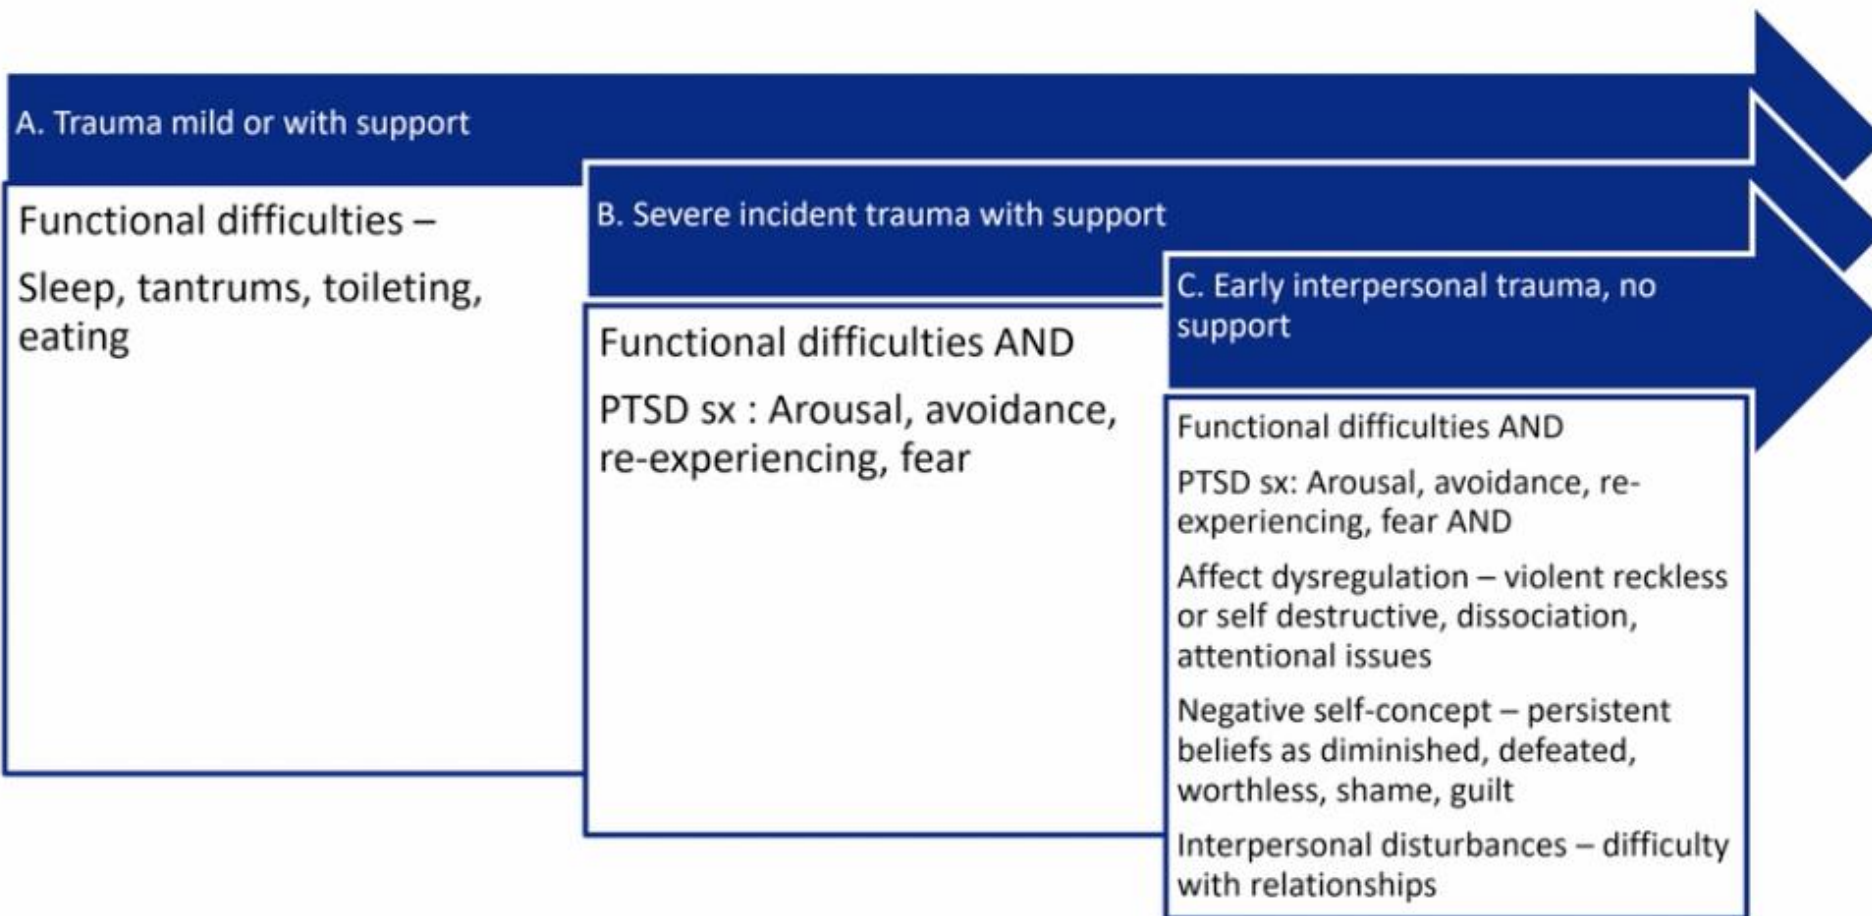 A. Trauma mild or with support
Functional difficulties –
Sleep, tantrums, toileting,
eating
B. Severe incident trauma with support
Functional difficulties AND
PTSD sx : Arousal, avoidance,
re-experiencing, fear
C. Early interpersonal trauma, no
support
Functional difficulties AND
PTSD sx: Arousal, avoidance, re-
experiencing, fear AND
Affect dysregulation – violent reckless
or self destructive, dissociation,
attentional issues
Negative self-concept – persistent
beliefs as diminished, defeated,
worthless, shame, guilt
Interpersonal disturbances – difficulty
with relationships